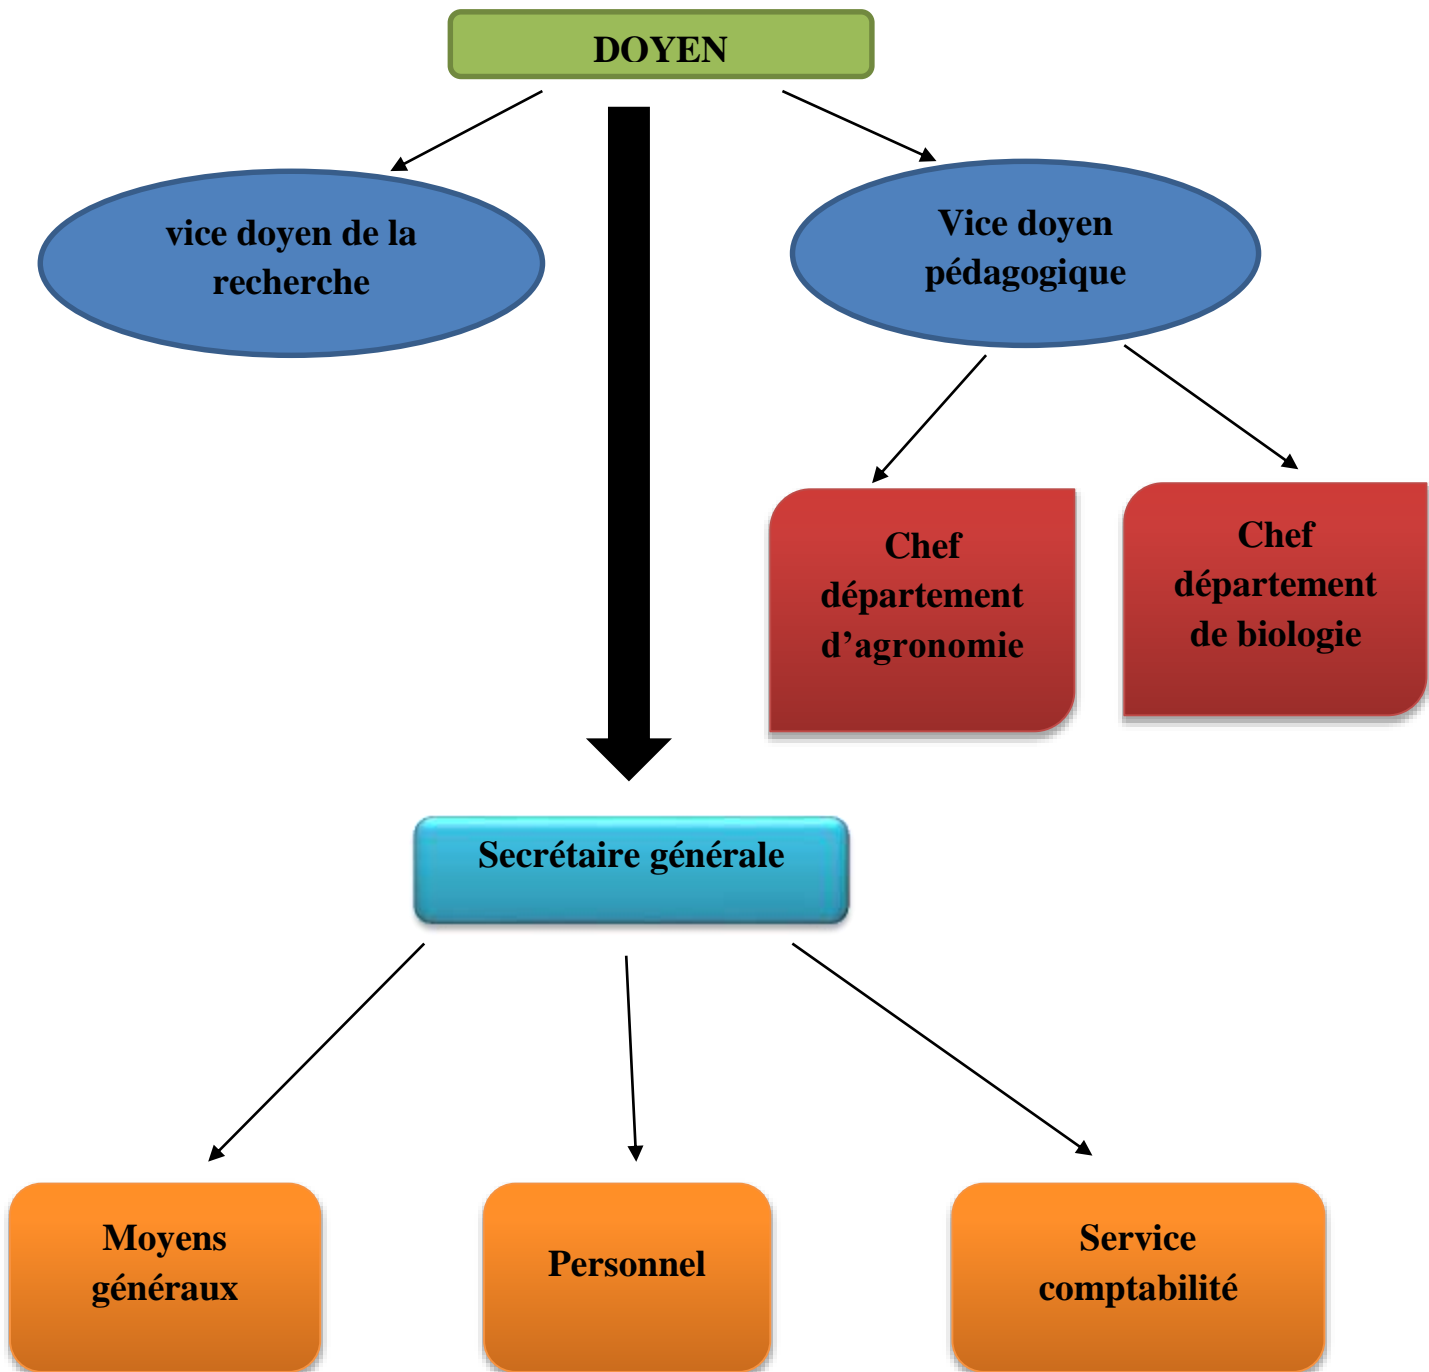 DOYEN
vice doyen de la
recherche
Vice doyen
pédagogique
Chef
département
d’agronomie
Chef
département
de biologie
Secrétaire générale
Moyens
généraux
Personnel
Service
comptabilité